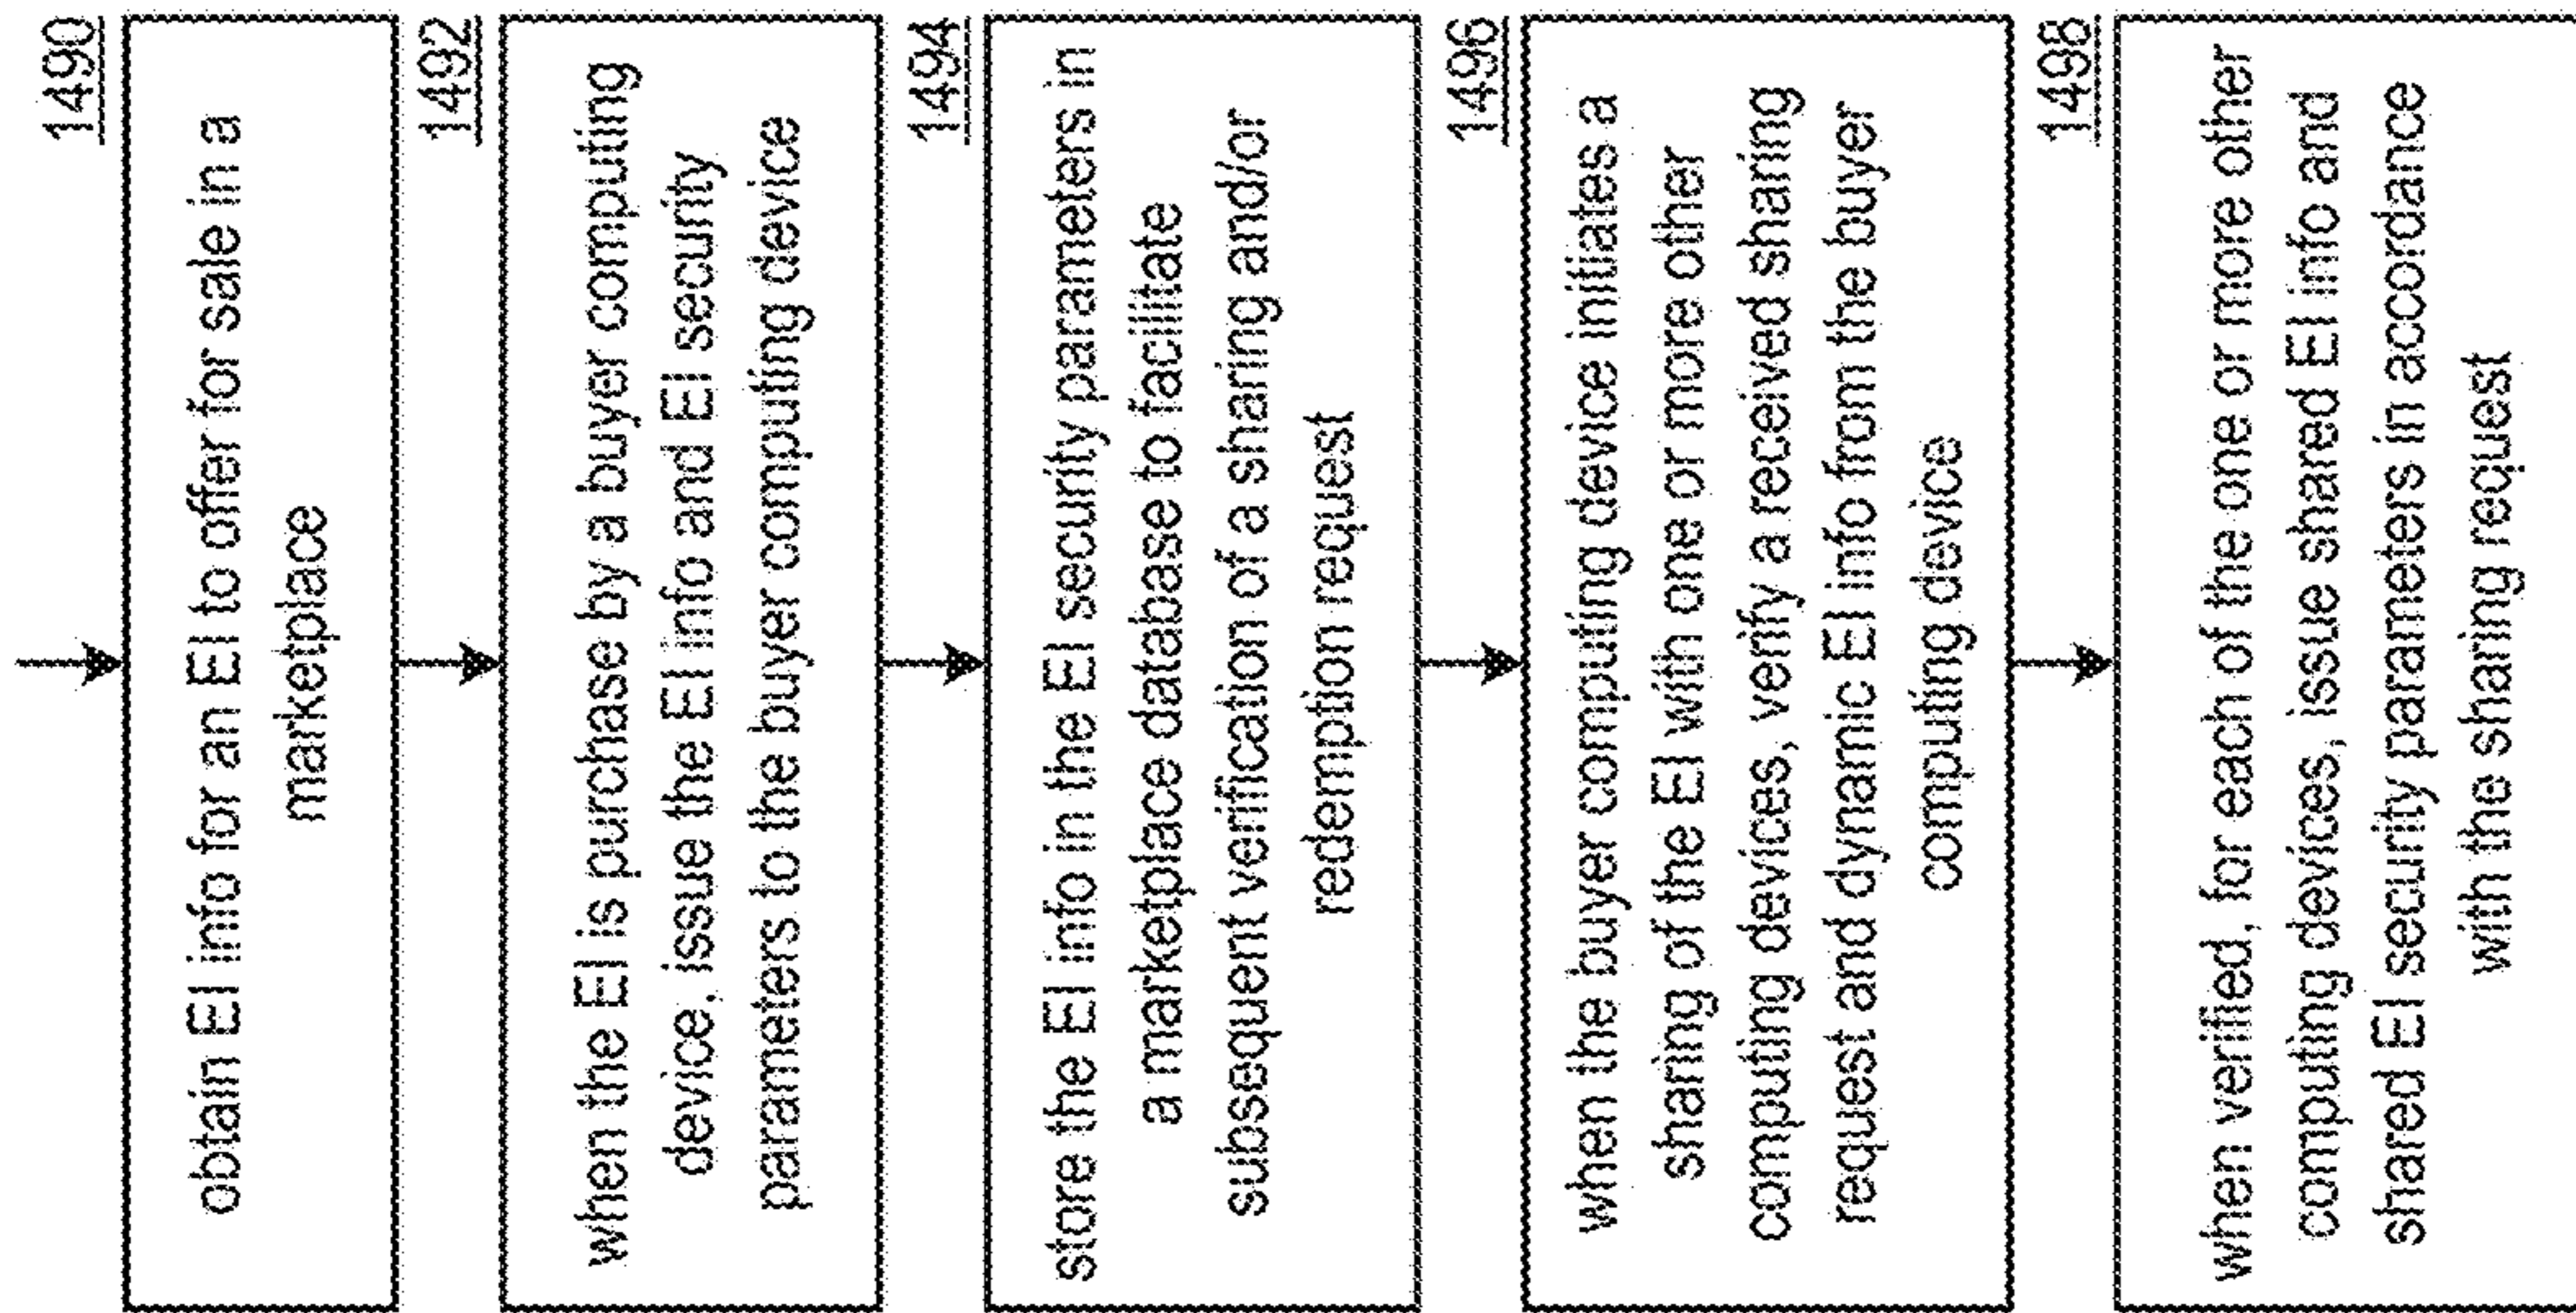 1490
obtain EI info for an EI to offer for sale in a
marketplace
1492
when the EI is purchase by a buyer computing
device, issue the EI info and EI security
parameters to the buyer computing device
1494
store the EI info in the EI security parameters in
a marketplace database to facilitate
subsequent verification of a sharing and/or
redemption request
1496
when the buyer computing device initiates a
sharing of the EI with one or more other
computing devices, verify a received sharing
request and dynamic EI info from the buyer
computing device
1498
when verified, for each of the one or more other
computing devices, issue shared EI info and
shared EI security parameters in accordance
with the sharing request